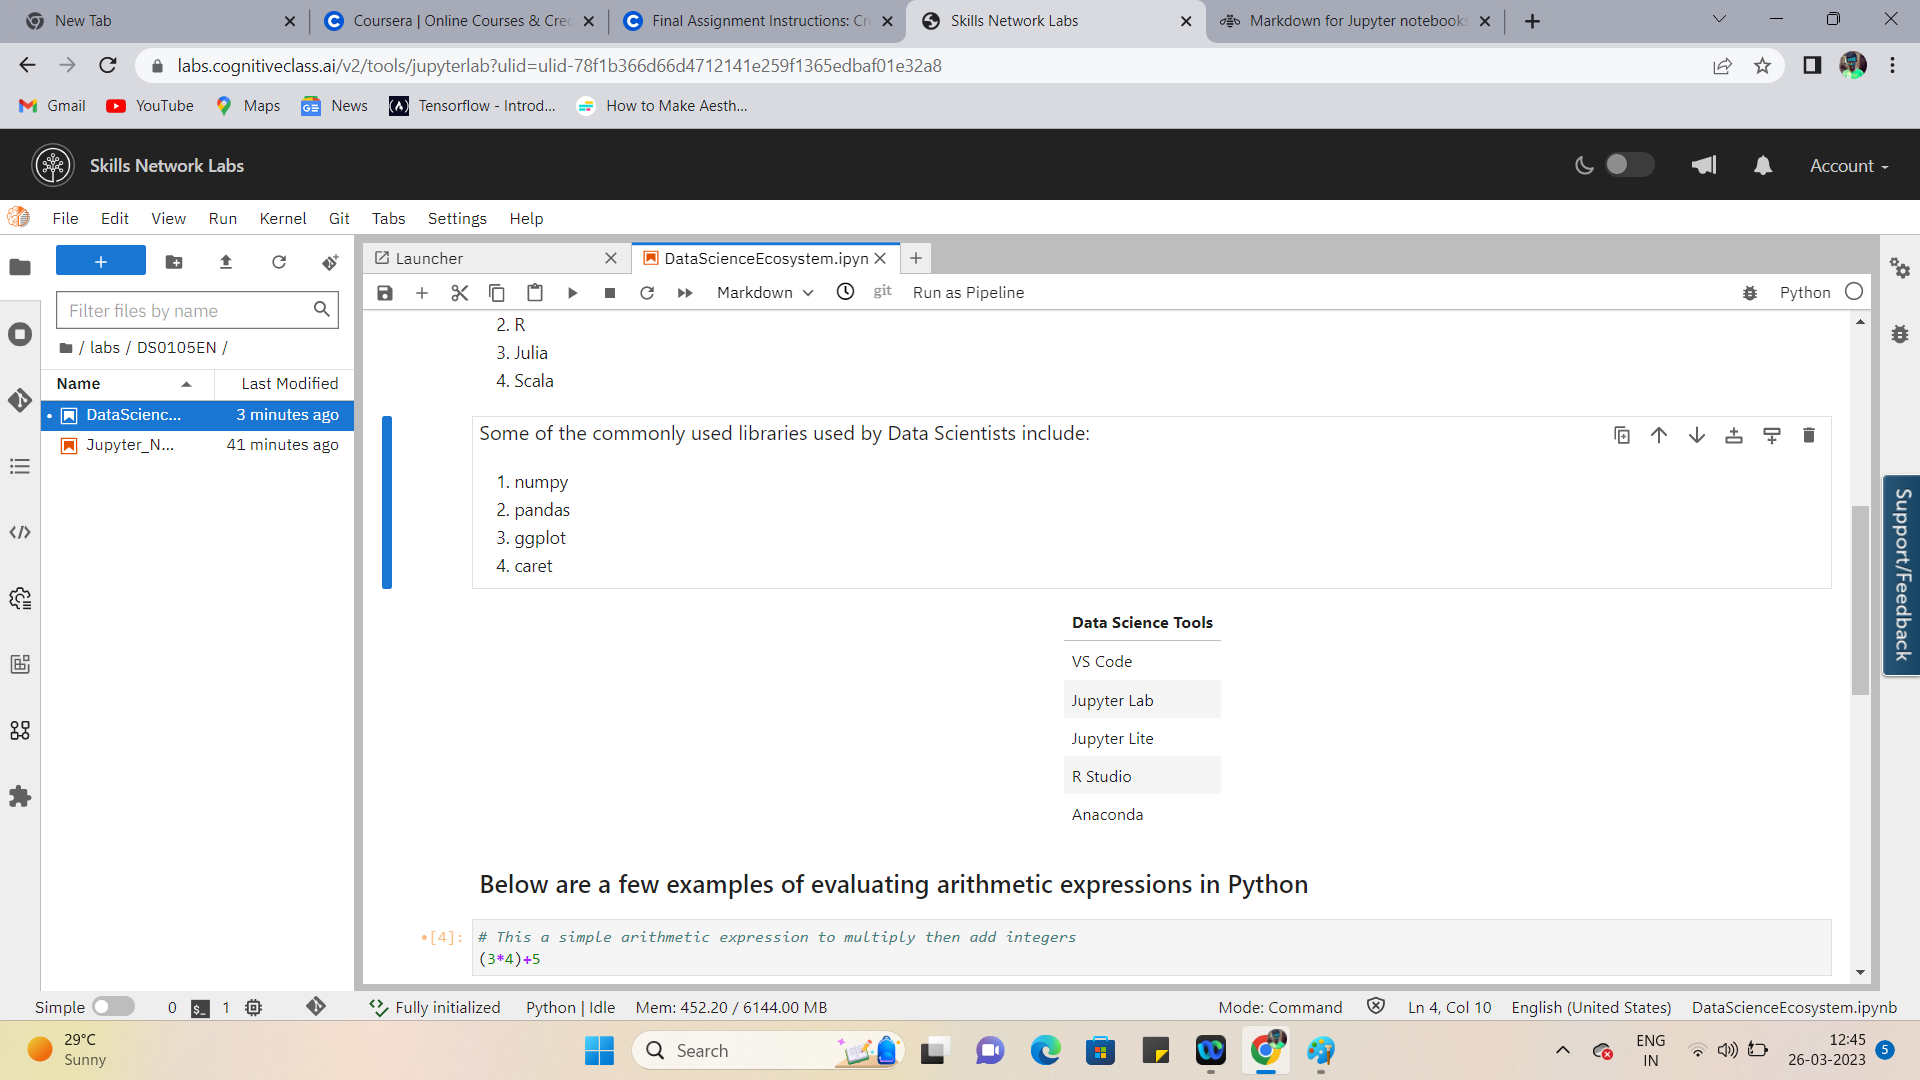 New Tab
Coursera | Online Courses & Cred
Final Assignment Instructions: Cre
Skills Network Labs
Markdown for Jupyter notebooks
labs.cognitiveclass.ai/v2/tools/jupyterlab?ulid=ulid-78f1b366d66d4712141e259f1365edbaf01e32a8
Gmail
YouTube
Maps
News
Tensorflow - Introd...
How to Make Aesth...
Skills Network Labs
Account
File Edit View Run Kernel Git Tabs Settings Help
Launcher
DataScienceEcosystem.ipyn
Filter files by name
/ labs / DS0105EN /
Name
Last Modified
DataScienc... 3 minutes ago
Jupyter_N... 41 minutes ago
Markdown
git
Run as Pipeline
Python
2. R
3. Julia
4. Scala
Some of the commonly used libraries used by Data Scientists include:
1. numpy
2. pandas
3. ggplot
4. caret
Data Science Tools
VS Code
Jupyter Lab
Jupyter Lite
R Studio
Anaconda
Below are a few examples of evaluating arithmetic expressions in Python
•[4]:
# This a simple arithmetic expression to multiply then add integers
(3*4)+5
Support/Feedback
Simple
0
$_
1
Fully initialized
Python | Idle
Mem: 452.20 / 6144.00 MB
Mode: Command
Ln 4, Col 10
English (United States)
DataScienceEcosystem.ipynb
29°C
Sunny
Search
ENG
IN
12:45
26-03-2023
5